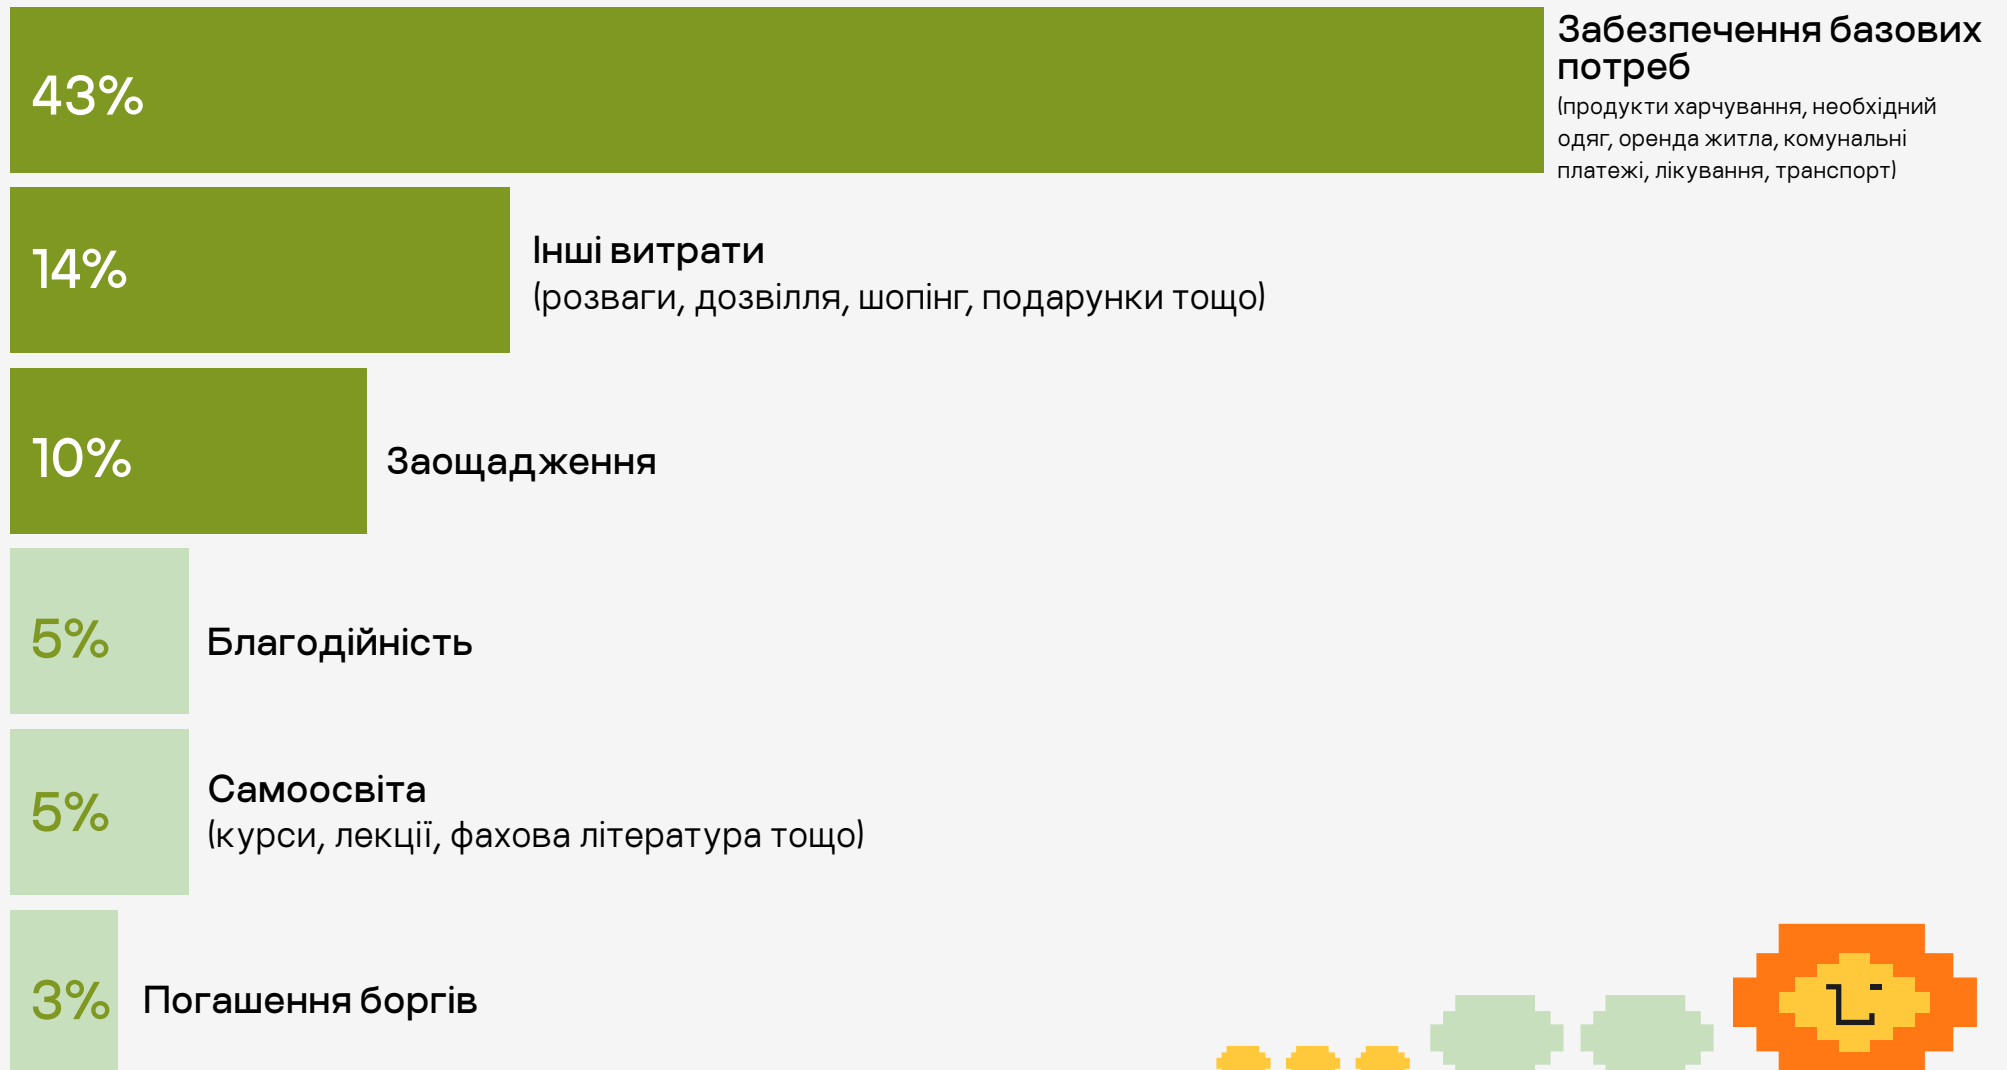 43%
Забезпечення базових
потреб
(продукти харчування, необхідний
одяг, оренда житла, комунальні
платежі, лікування, транспорт)
14%
Інші витрати
(розваги, дозвілля, шопінг, подарунки тощо)
10%
Заощадження
5%
Благодійність
5%
Самоосвіта
(курси, лекції, фахова література тощо)
3%
Погашення боргів